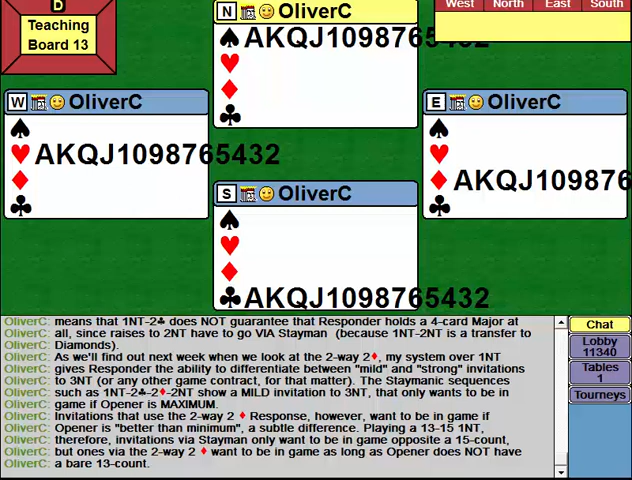 D
Teaching
Board 13
West North East South
N OliverC
♠ AKQJ1098765432
♥
♦
♣
W OliverC
♠
♥ AKQJ1098765432
♦
♣
E OliverC
♠
♥
♦ AKQJ109876
♣
S OliverC
♠
♥
♦
♣ AKQJ1098765432
OliverC: means that 1NT-2♣ does NOT guarantee that Responder holds a 4-card Major at
OliverC: all, since raises to 2NT have to go VIA Stayman (because 1NT-2NT is a transfer to
OliverC: Diamonds).
OliverC: As we'll find out next week when we look at the 2-way 2♦, my system over 1NT
OliverC: gives Responder the ability to differentiate between "mild" and "strong" invitations
OliverC: to 3NT (or any other game contract, for that matter). The Staymanic sequences
OliverC: such as 1NT-2♣-2♦-2NT show a MILD invitation to 3NT, that only wants to be in
OliverC: game if Opener is MAXIMUM.
OliverC: Invitations that use the 2-way 2 ♦ Response, however, want to be in game if
OliverC: Opener is "better than minimum", a subtle difference. Playing a 13-15 1NT,
OliverC: therefore, invitations via Stayman only want to be in game opposite a 15-count,
OliverC: but ones via the 2-way 2 ♦ want to be in game as long as Opener does NOT have
OliverC: a bare 13-count.
Chat
Lobby
11340
Tables
1
Tourneys